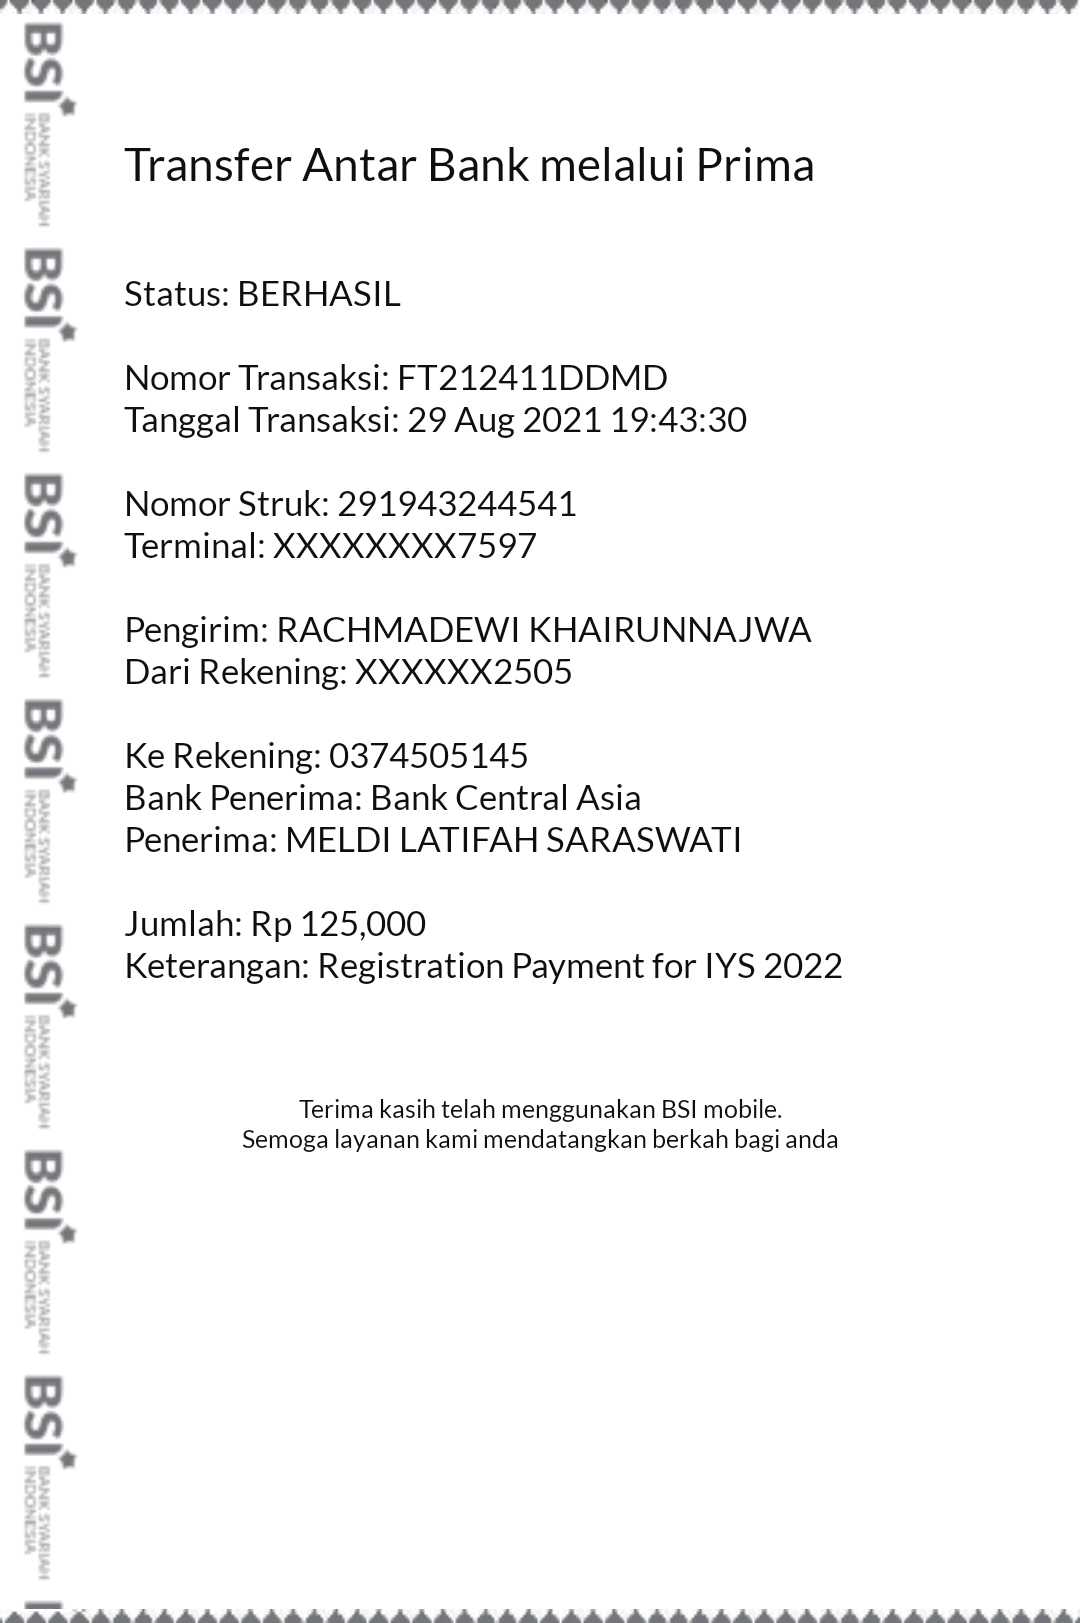 Transfer Antar Bank melalui Prima
Status: BERHASIL
Nomor Transaksi: FT212411DDMD
Tanggal Transaksi: 29 Aug 2021 19:43:30
Nomor Struk: 291943244541
Terminal: XXXXXXXX7597
Pengirim: RACHMADEWI KHAIRUNNAJWA
Dari Rekening: XXXXXX2505
Ke Rekening: 0374505145
Bank Penerima: Bank Central Asia
Penerima: MELDI LATIFAH SARASWATI
Jumlah: Rp 125,000
Keterangan: Registration Payment for IYS 2022
Terima kasih telah menggunakan BSI mobile.
Semoga layanan kami mendatangkan berkah bagi anda
BSI
BANK SYARIAH
INDONESIA
BSI
BANK SYARIAH
INDONESIA
BSI
BANK SYARIAH
INDONESIA
BSI
BANK SYARIAH
INDONESIA
BSI
BANK SYARIAH
INDONESIA
BSI
BANK SYARIAH
INDONESIA
BSI
BANK SYARIAH
INDONESIA